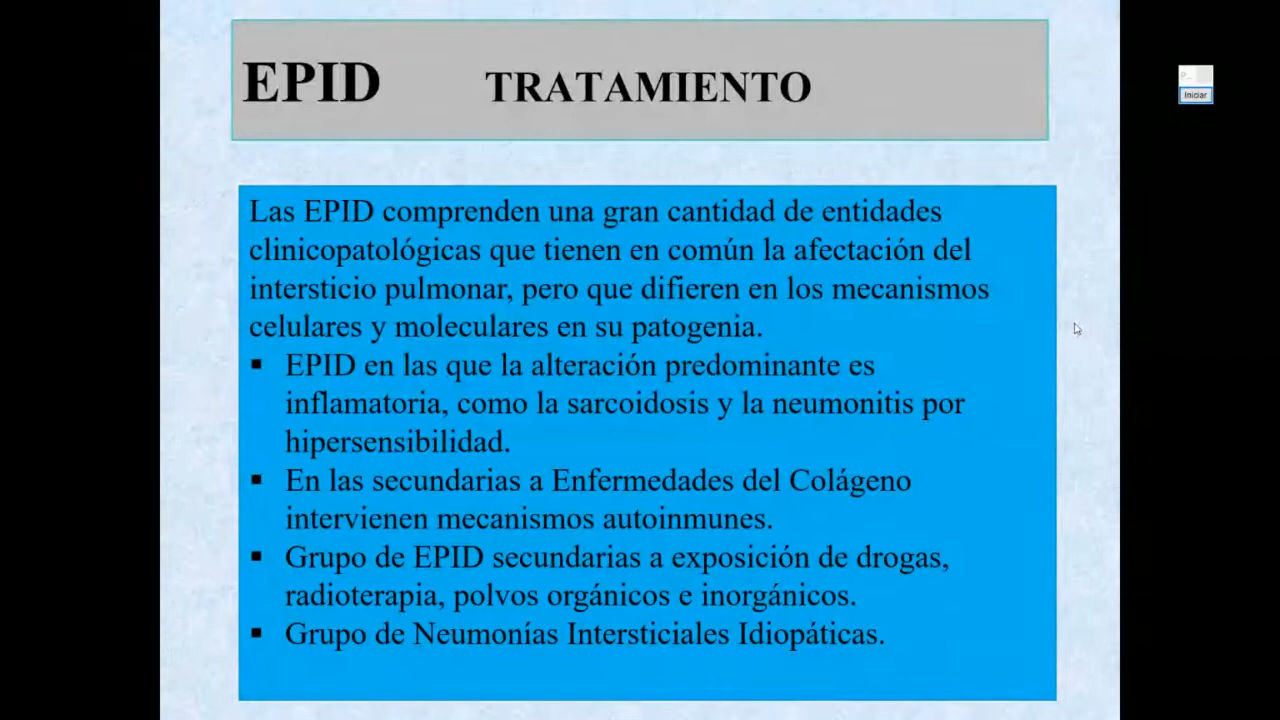 EPID TRATAMIENTO
Las EPID comprenden una gran cantidad de entidades
clinicopatológicas que tienen en común la afectación del
intersticio pulmonar, pero que difieren en los mecanismos
celulares y moleculares en su patogenia.
▪ EPID en las que la alteración predominante es
inflamatoria, como la sarcoidosis y la neumonitis por
hipersensibilidad.
▪ En las secundarias a Enfermedades del Colágeno
intervienen mecanismos autoinmunes.
▪ Grupo de EPID secundarias a exposición de drogas,
radioterapia, polvos orgánicos e inorgánicos.
▪ Grupo de Neumonías Intersticiales Idiopáticas.
P...
Iniciar